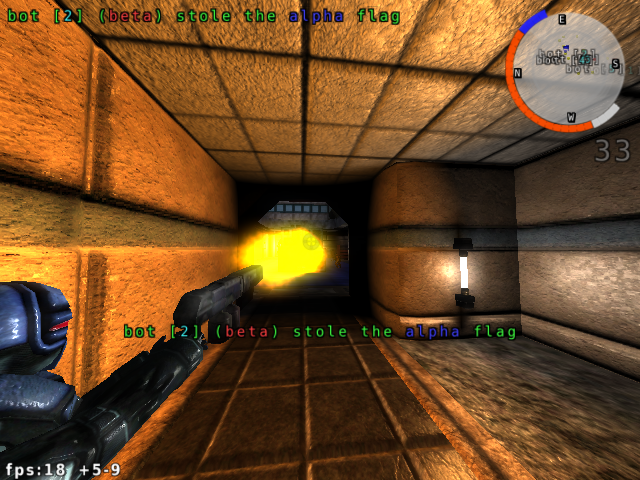 bot [2] (beta) stole the alpha flag
E
N
S
W
33
bot [2] (beta) stole the alpha flag
fps:18 +5-9